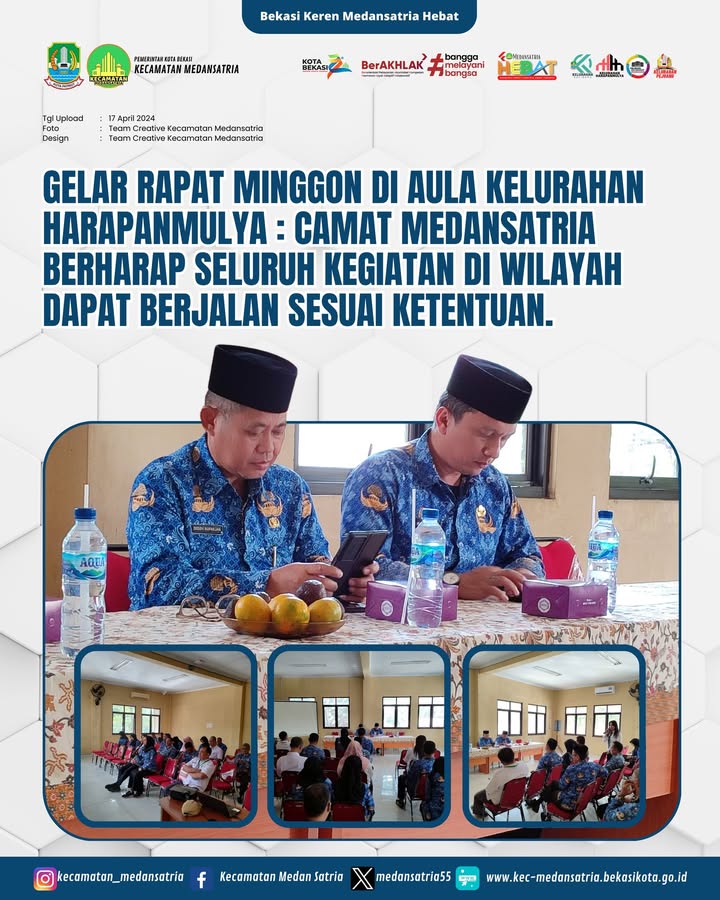 Bekasi Keren Medansatria Hebat
PEMERINTAH KOTA BEKASI
KECAMATAN MEDANSATRIA
KECAMATAN
KOTA
BEKASI
BerAKHLAK
#bangga
melayani
bangsa
MEDANSATRIA
HEBAT
Tgl Upload : 17 April 2024
Foto : Team Creative Kecamatan Medansatria
Design : Team Creative Kecamatan Medansatria
GELAR RAPAT MINGGON DI AULA KELURAHAN
HARAPANMULYA : CAMAT MEDANSATRIA
BERHARAP SELURUH KEGIATAN DI WILAYAH
DAPAT BERJALAN SESUAI KETENTUAN.
AQUA
AQUA
kecamatan_medansatria
Kecamatan Medan Satria
medansatria55
www.kec-medansatria.bekasikota.go.id